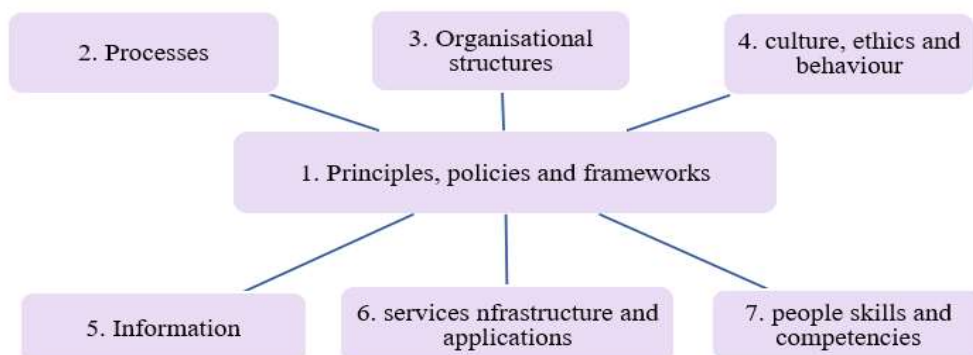 2. Processes
3. Organisational
structures
4. culture, ethics and
behaviour
1. Principles, policies and frameworks
5. Information
6. services nfrastructure and
applications
7. people skills and
competencies